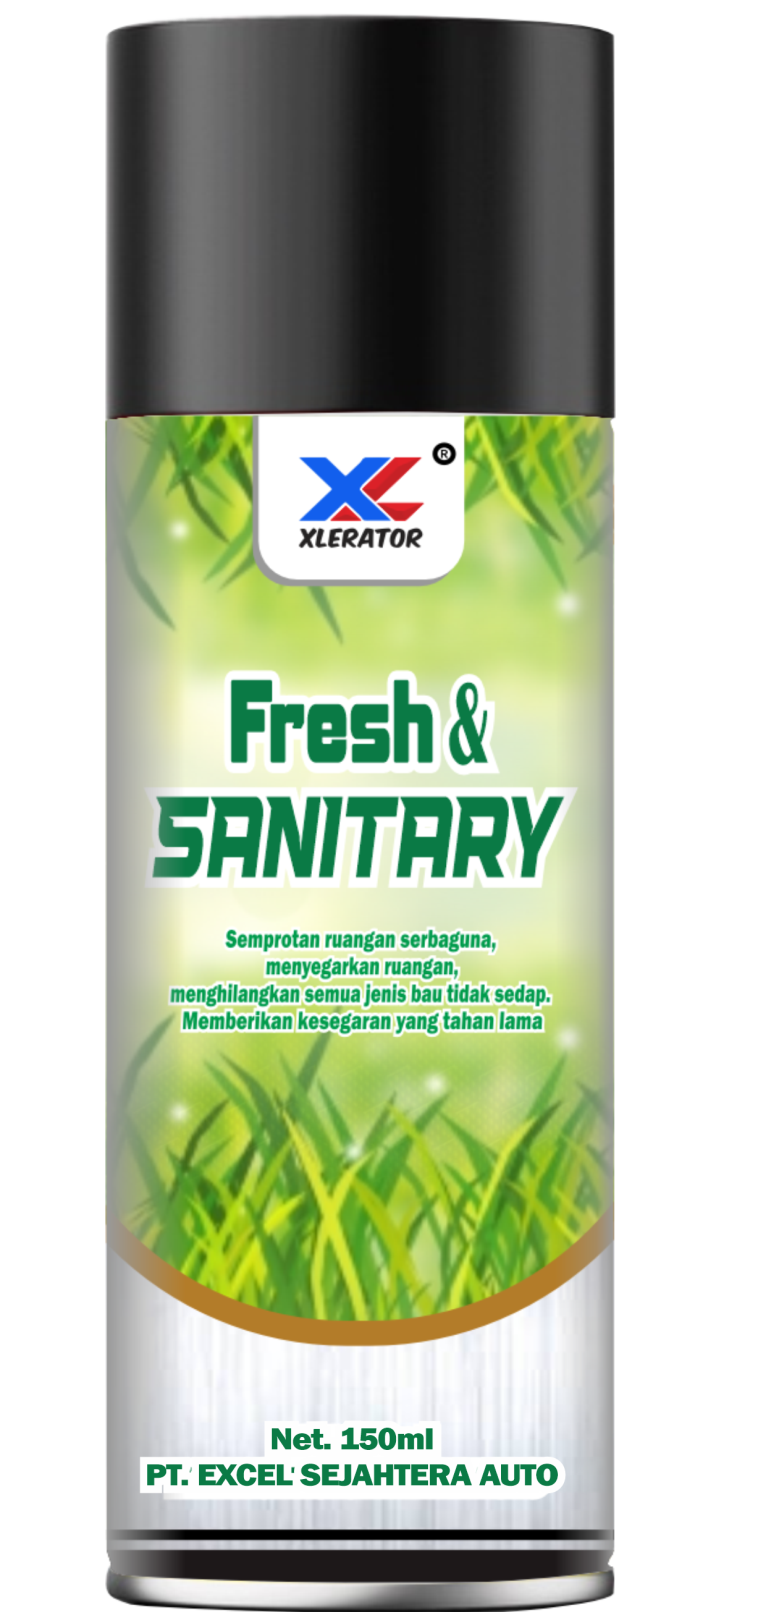 ®
XLERATOR
Fresh &
SANITARY
Semprotan ruangan serbaguna,
menyegarkan ruangan,
menghilangkan semua jenis bau tidak sedap.
Memberikan kesegaran yang tahan lama
Net. 150ml
PT. EXCEL SEJAHTERA AUTO